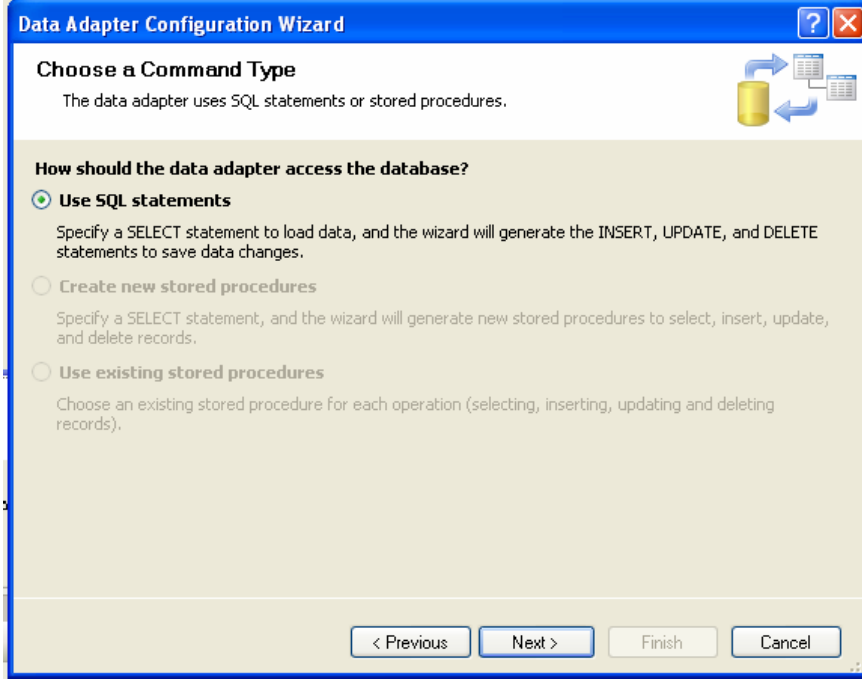 Data Adapter Configuration Wizard
Choose a Command Type
The data adapter uses SQL statements or stored procedures.
How should the data adapter access the database?
Use SQL statements
Specify a SELECT statement to load data, and the wizard will generate the INSERT, UPDATE, and DELETE
statements to save data changes.
Create new stored procedures
Specify a SELECT statement, and the wizard will generate new stored procedures to select, insert, update,
and delete records.
Use existing stored procedures
Choose an existing stored procedure for each operation (selecting, inserting, updating and deleting
records).
< Previous Next > Finish Cancel